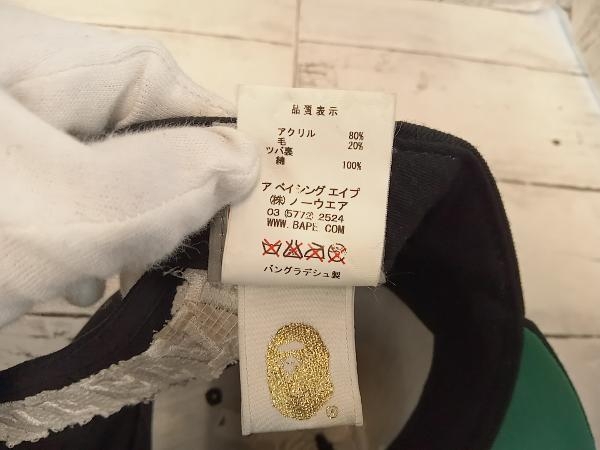 品質表示
アクリル 80%
毛 20%
ツバ裏
綿 100%
ア ベイシング エイプ
(株) ノーウエア
03 (5772) 2524
WWW. BAPE. COM
バングラデシュ製